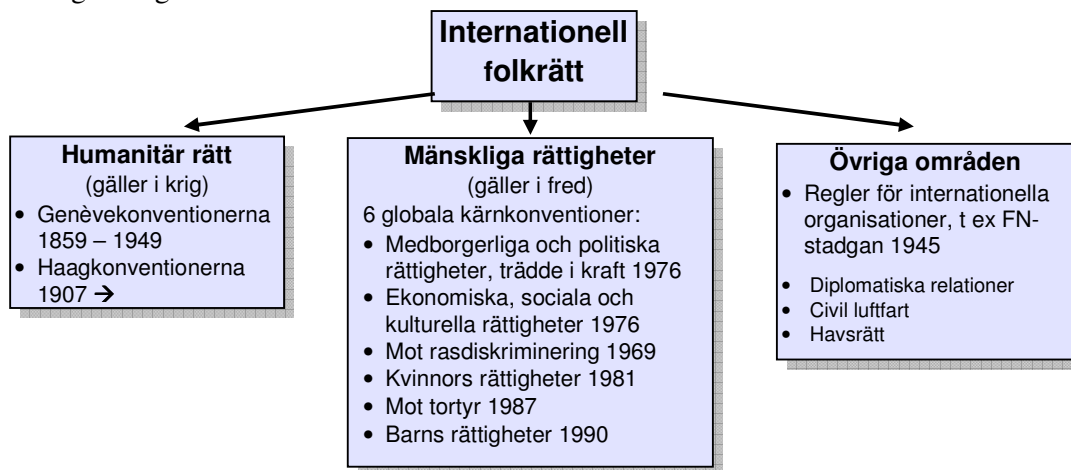 Internationell
folkrätt
Humanitär rätt
(gäller i krig)
• Genèvekonventionerna
1859 – 1949
• Haagkonventionerna
1907 →
Mänskliga rättigheter
(gäller i fred)
6 globala kärnkonventioner:
• Medborgerliga och politiska
rättigheter, trädde i kraft 1976
• Ekonomiska, sociala och
kulturella rättigheter 1976
• Mot rasdiskriminering 1969
• Kvinnors rättigheter 1981
• Mot tortyr 1987
• Barns rättigheter 1990
Övriga områden
• Regler för internationella
organisationer, t ex FN-
stadgan 1945
• Diplomatiska relationer
• Civil luftfart
• Havsrätt